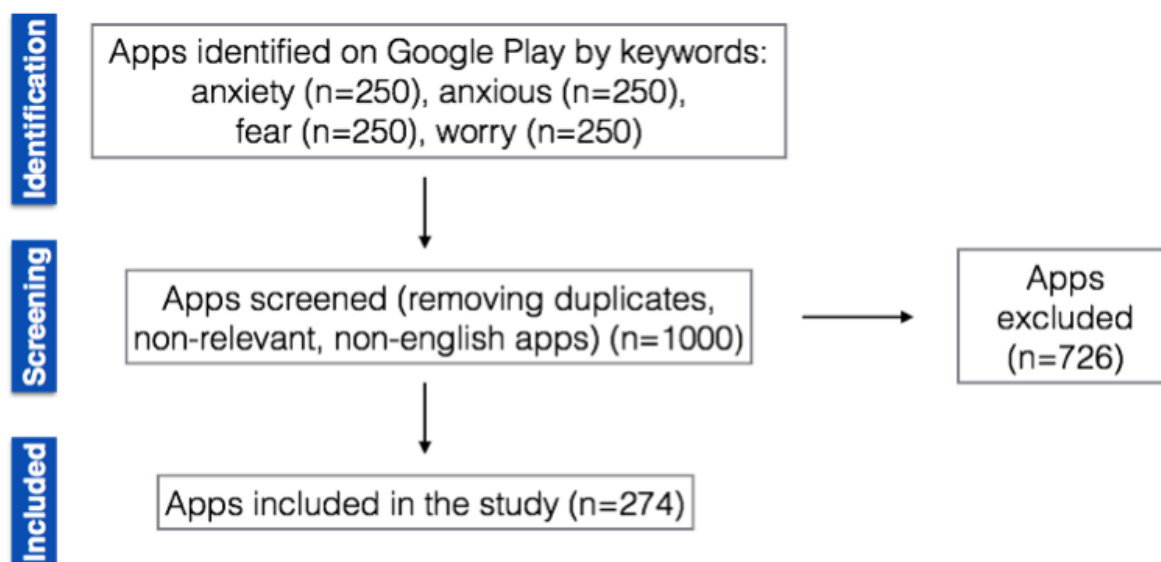 Identification
Apps identified on Google Play by keywords:
anxiety (n=250), anxious (n=250),
fear (n=250), worry (n=250)
Screening
Apps screened (removing duplicates,
non-relevant, non-english apps) (n=1000)
Apps
excluded
(n=726)
Included
Apps included in the study (n=274)